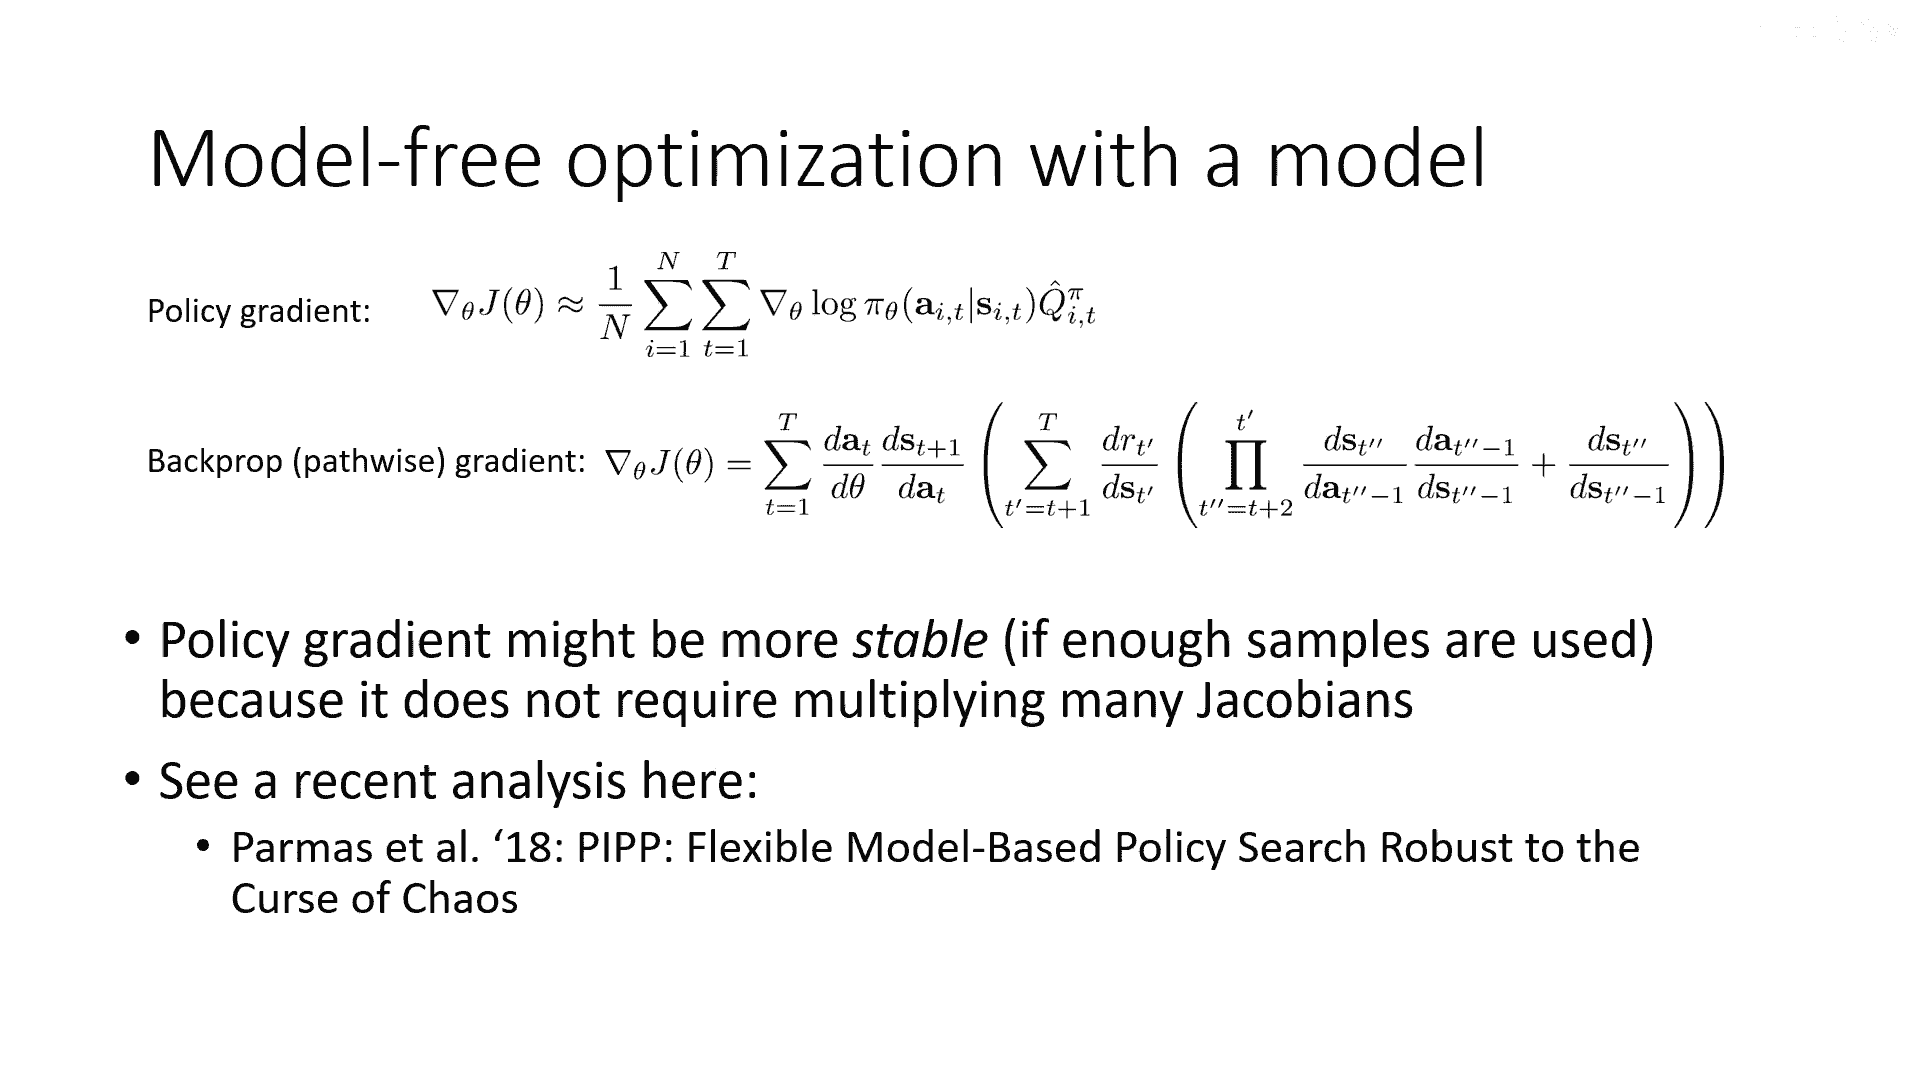 Model-free optimization with a model
Policy gradient: $\nabla_\theta J(\theta) \approx \frac{1}{N} \sum_{i=1}^{N} \sum_{t=1}^{T} \nabla_\theta \log \pi_\theta(\mathbf{a}_{i,t}|\mathbf{s}_{i,t}) \hat{Q}^{\pi}_{i,t}$
Backprop (pathwise) gradient: $\nabla_\theta J(\theta) = \sum_{t=1}^{T} \frac{d\mathbf{a}_t}{d\theta} \frac{d\mathbf{s}_{t+1}}{d\mathbf{a}_t} \left( \sum_{t'=t+1}^{T} \frac{dr_{t'}}{d\mathbf{s}_{t'}} \left( \prod_{t''=t+2}^{t'} \frac{d\mathbf{s}_{t''}}{d\mathbf{a}_{t''-1}} \frac{d\mathbf{a}_{t''-1}}{d\mathbf{s}_{t''-1}} + \frac{d\mathbf{s}_{t''}}{d\mathbf{s}_{t''-1}} \right) \right)$
• Policy gradient might be more stable (if enough samples are used)
because it does not require multiplying many Jacobians
• See a recent analysis here:
• Parmas et al. ‘18: PIPP: Flexible Model-Based Policy Search Robust to the
Curse of Chaos